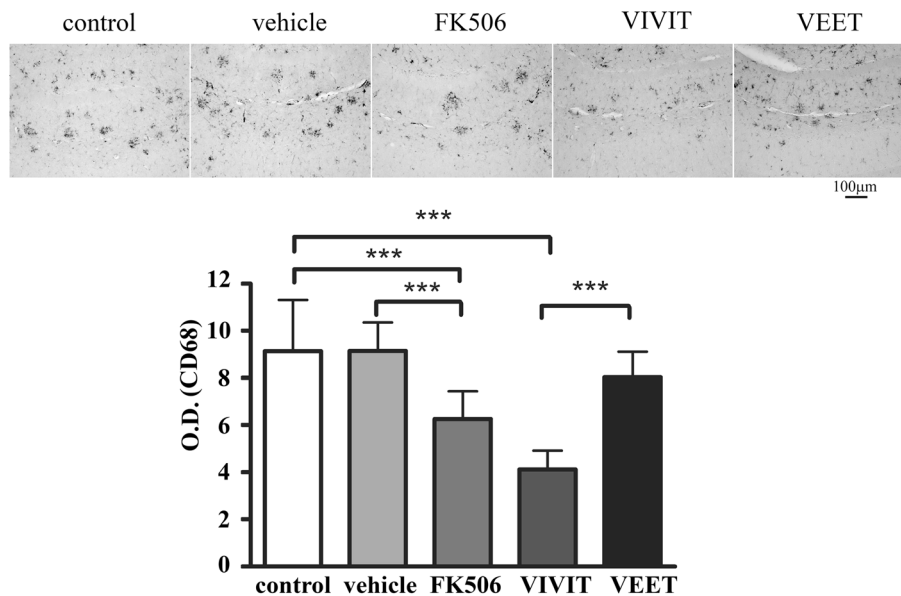 control vehicle FK506 VIVIT VEET
100μm
***
***
***
***
12
10
8
6
4
2
0
O.D. (CD68)
control vehicle FK506 VIVIT VEET